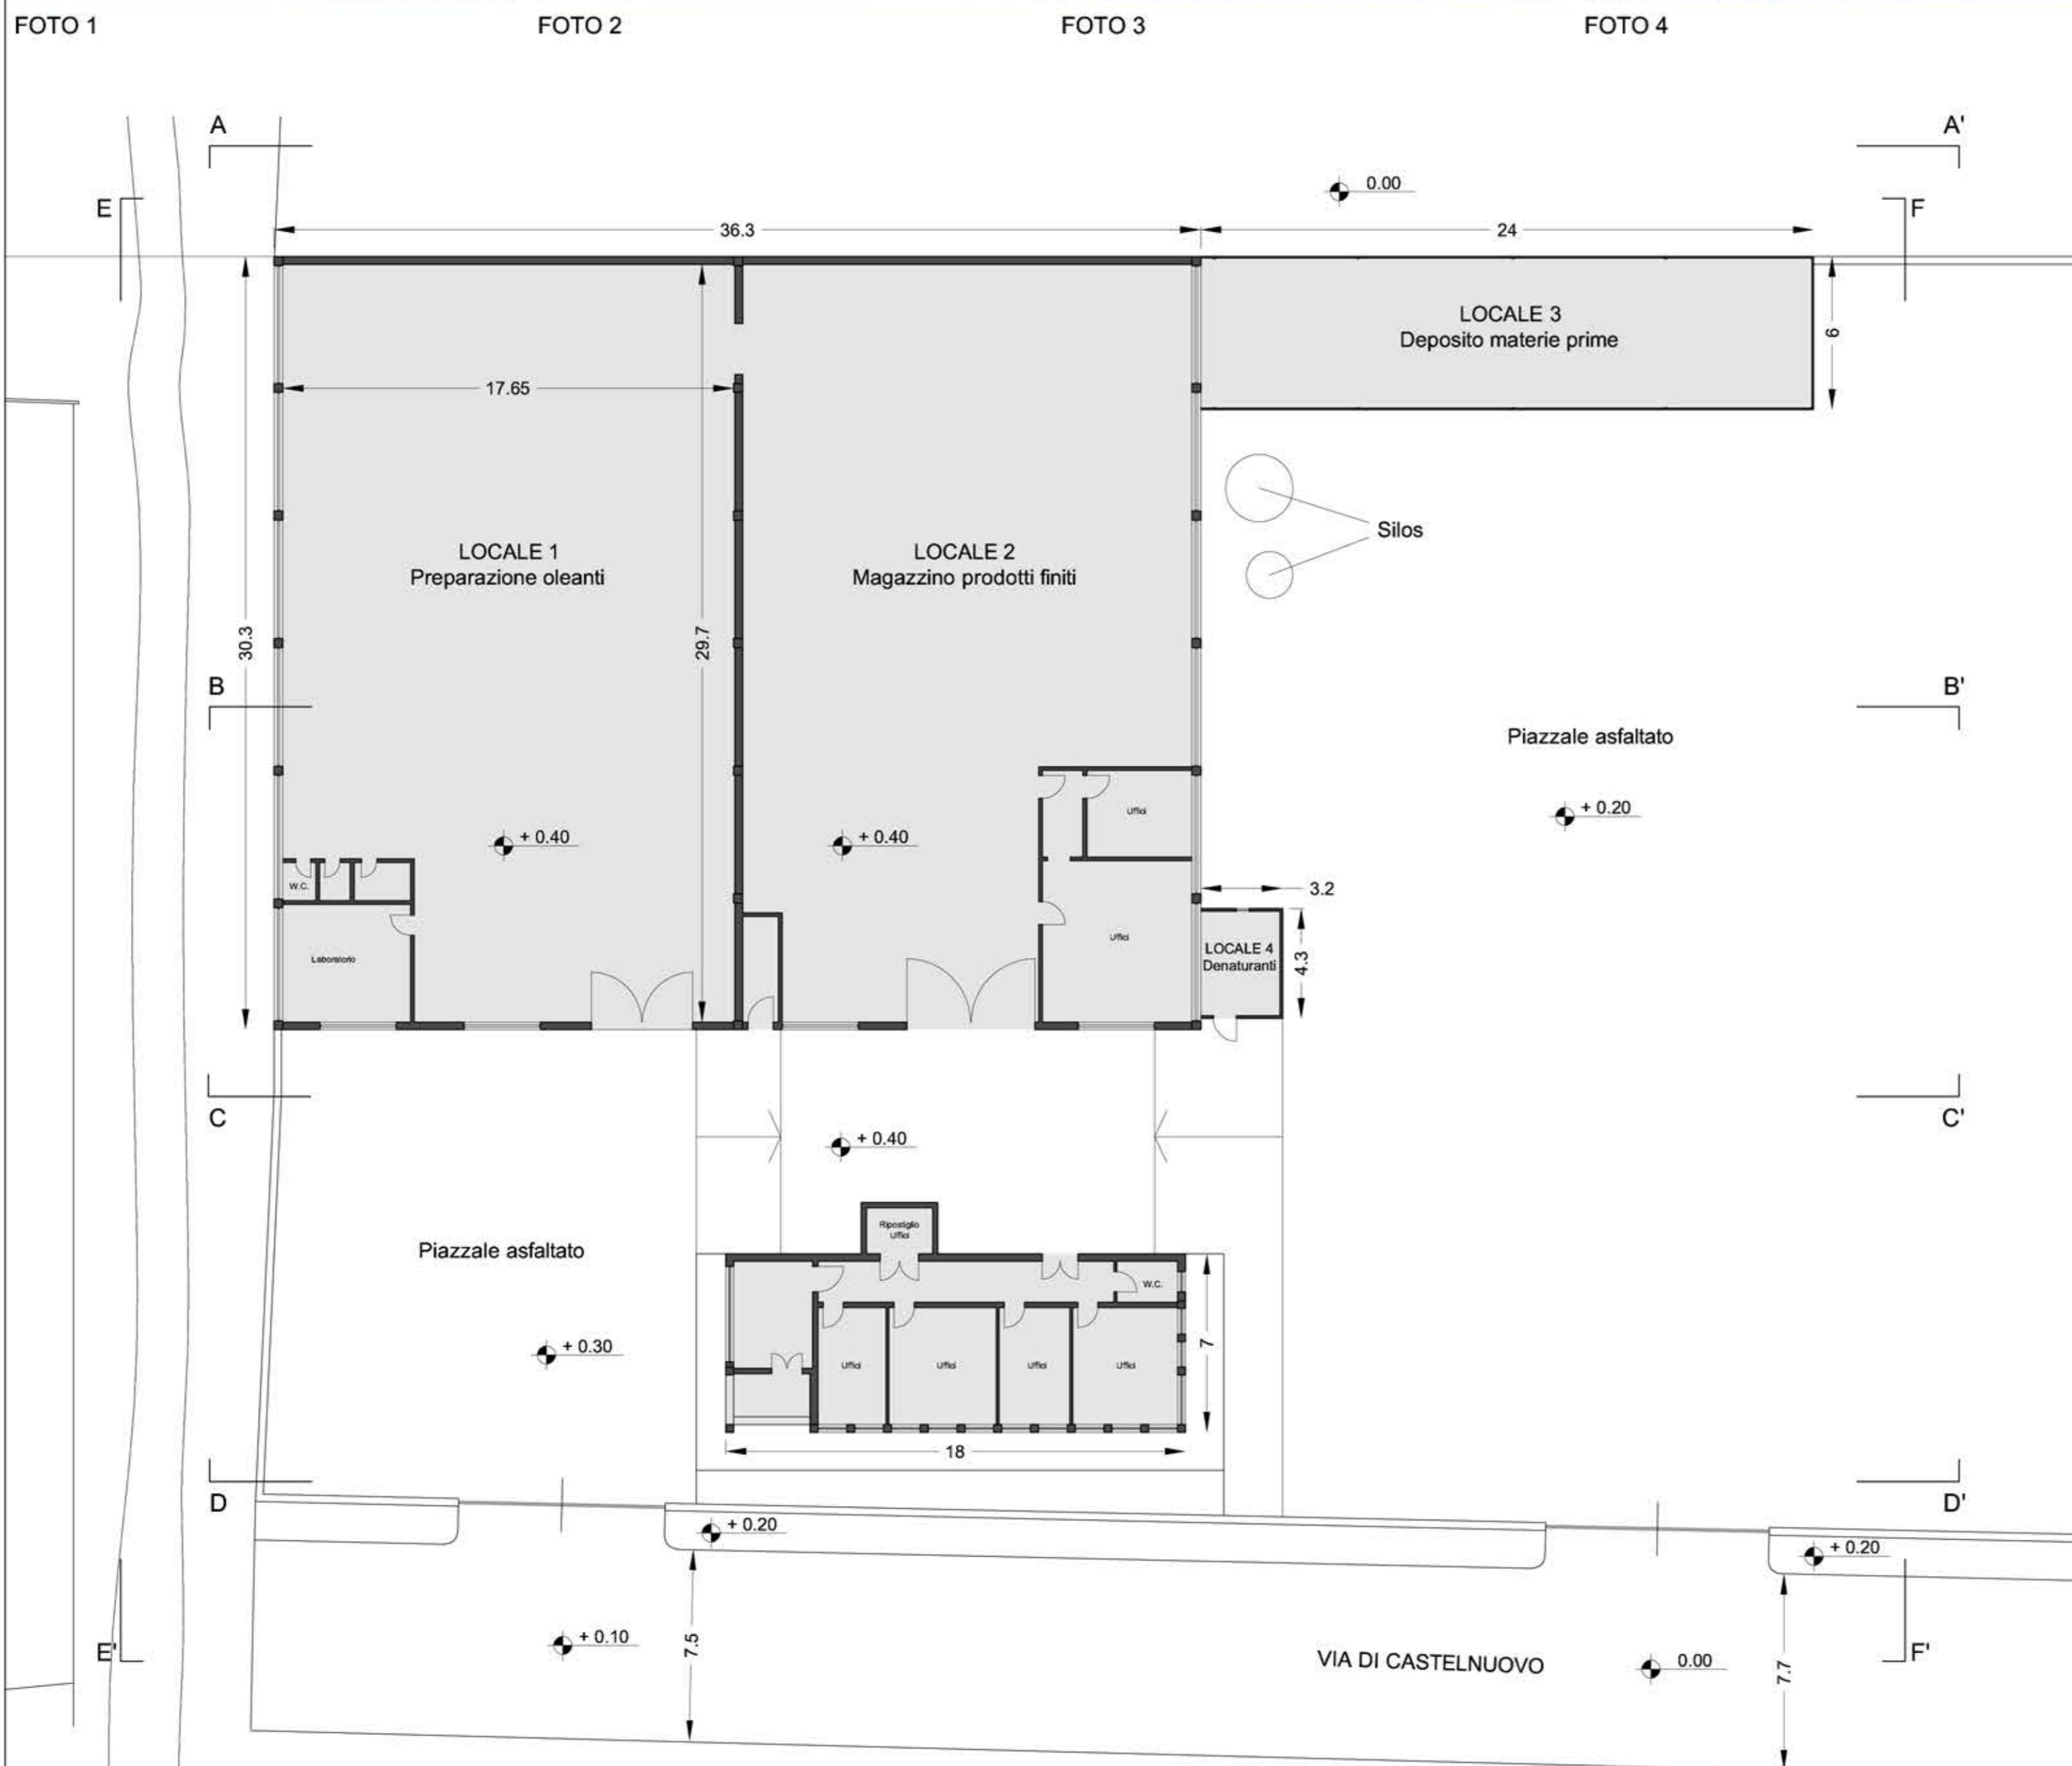 FOTO 1
FOTO 2
FOTO 3
FOTO 4
A
A'
0.00
E
F
36.3
24
LOCALE 3
Deposito materie prime
6
17.65
Silos
LOCALE 1
Preparazione oleanti
LOCALE 2
Magazzino prodotti finiti
30.3
29.7
B
B'
Piazzale asfaltato
+ 0.20
Uffici
+ 0.40
+ 0.40
W.C.
3.2
Uffici
LOCALE 4
Denaturanti
4.3
Laboratorio
C
C'
+ 0.40
Ripostiglio
Uffici
Piazzale asfaltato
W.C.
+ 0.30
7
Uffici
Uffici
Uffici
Uffici
18
D
D'
+ 0.20
+ 0.20
+ 0.10
7.5
E'
VIA DI CASTELNUOVO
0.00
7.7
F'